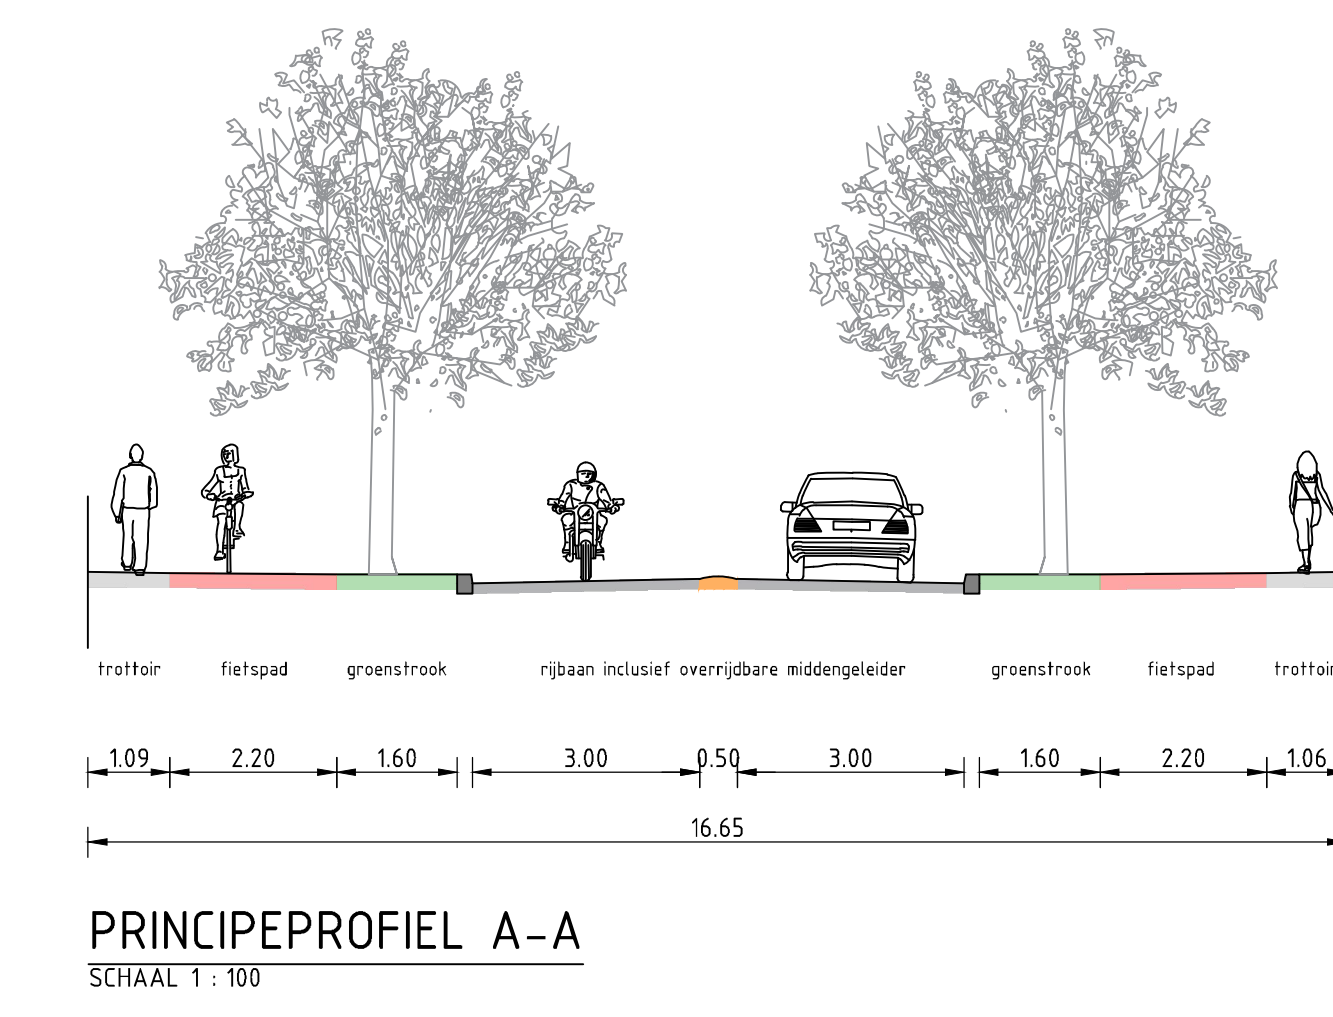 trottoir fietspad groenstrook rijbaan inclusief overrijdbare middengeleider groenstrook fietspad trottoir
1.09 2.20 1.60 3.00 0.50 3.00 1.60 2.20 1.06
16.65
PRINCIPEPROFIEL A-A
SCHAAL 1 : 100